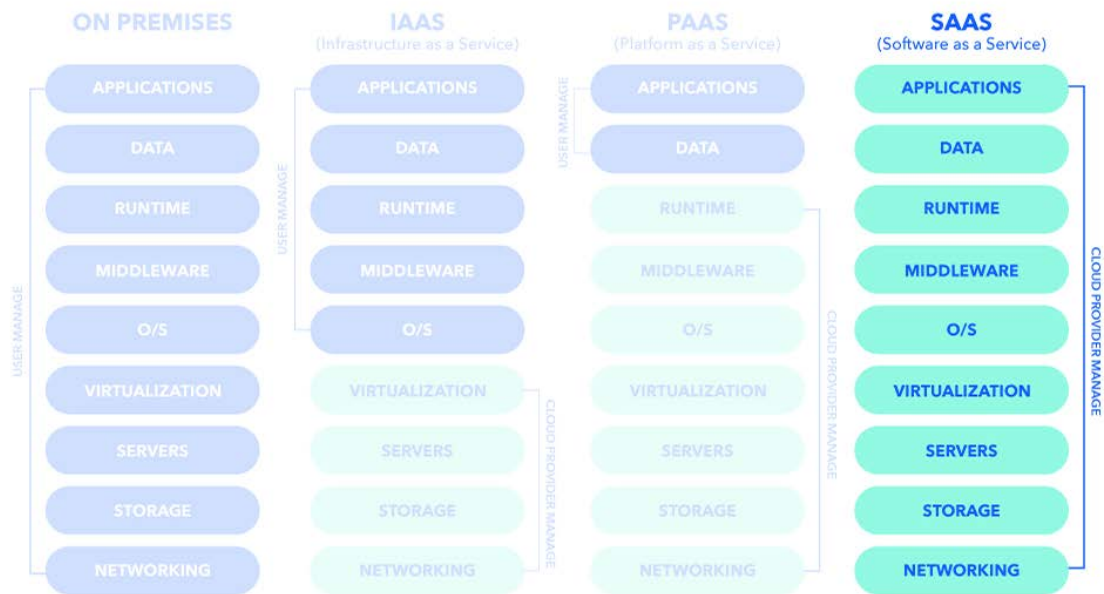 ON PREMISES
APPLICATIONS
DATA
RUNTIME
MIDDLEWARE
O/S
VIRTUALIZATION
SERVERS
STORAGE
NETWORKING
USER MANAGE
IAAS
(Infrastructure as a Service)
APPLICATIONS
DATA
RUNTIME
MIDDLEWARE
O/S
VIRTUALIZATION
SERVERS
STORAGE
NETWORKING
USER MANAGE
CLOUD PROVIDER MANAGE
PAAS
(Platform as a Service)
APPLICATIONS
DATA
RUNTIME
MIDDLEWARE
O/S
VIRTUALIZATION
SERVERS
STORAGE
NETWORKING
USER MANAGE
CLOUD PROVIDER MANAGE
SAAS
(Software as a Service)
APPLICATIONS
DATA
RUNTIME
MIDDLEWARE
O/S
VIRTUALIZATION
SERVERS
STORAGE
NETWORKING
CLOUD PROVIDER MANAGE